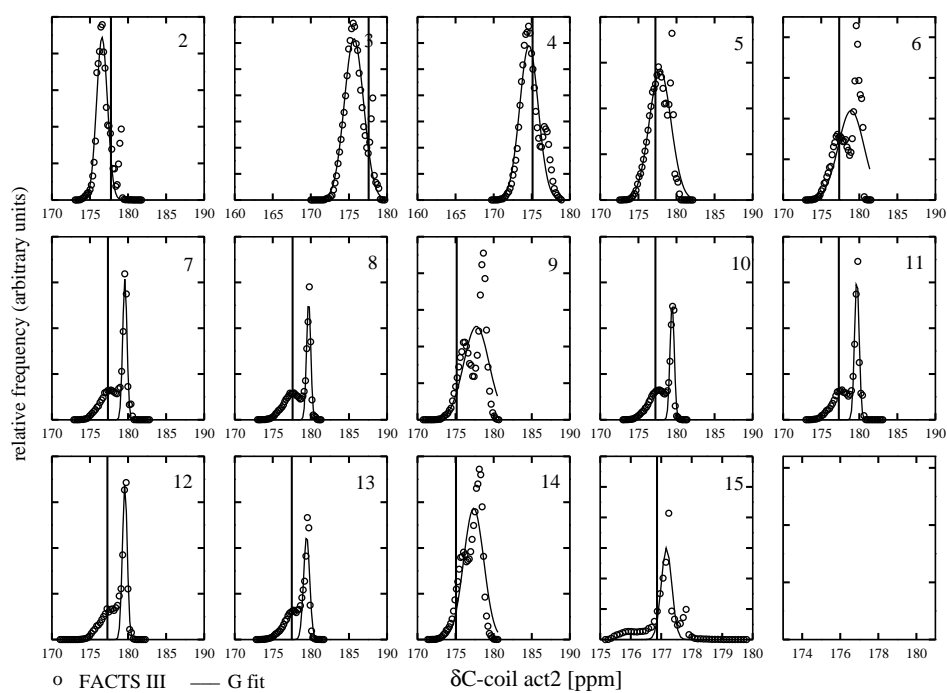 2 3 4 5 6
170 175 180 185 190 160 165 170 175 180 160 165 170 175 180 170 175 180 185 190 170 175 180 185 190
7 8 9 10 11
170 175 180 185 190 170 175 180 185 190 170 175 180 185 190 170 175 180 185 190 170 175 180 185 190
12 13 14 15
170 175 180 185 190 170 175 180 185 190 170 175 180 185 190 175 176 177 178 179 180 174 176 178 180
relative frequency (arbitrary units)
o FACTS III — G fit δC-coil act2 [ppm]